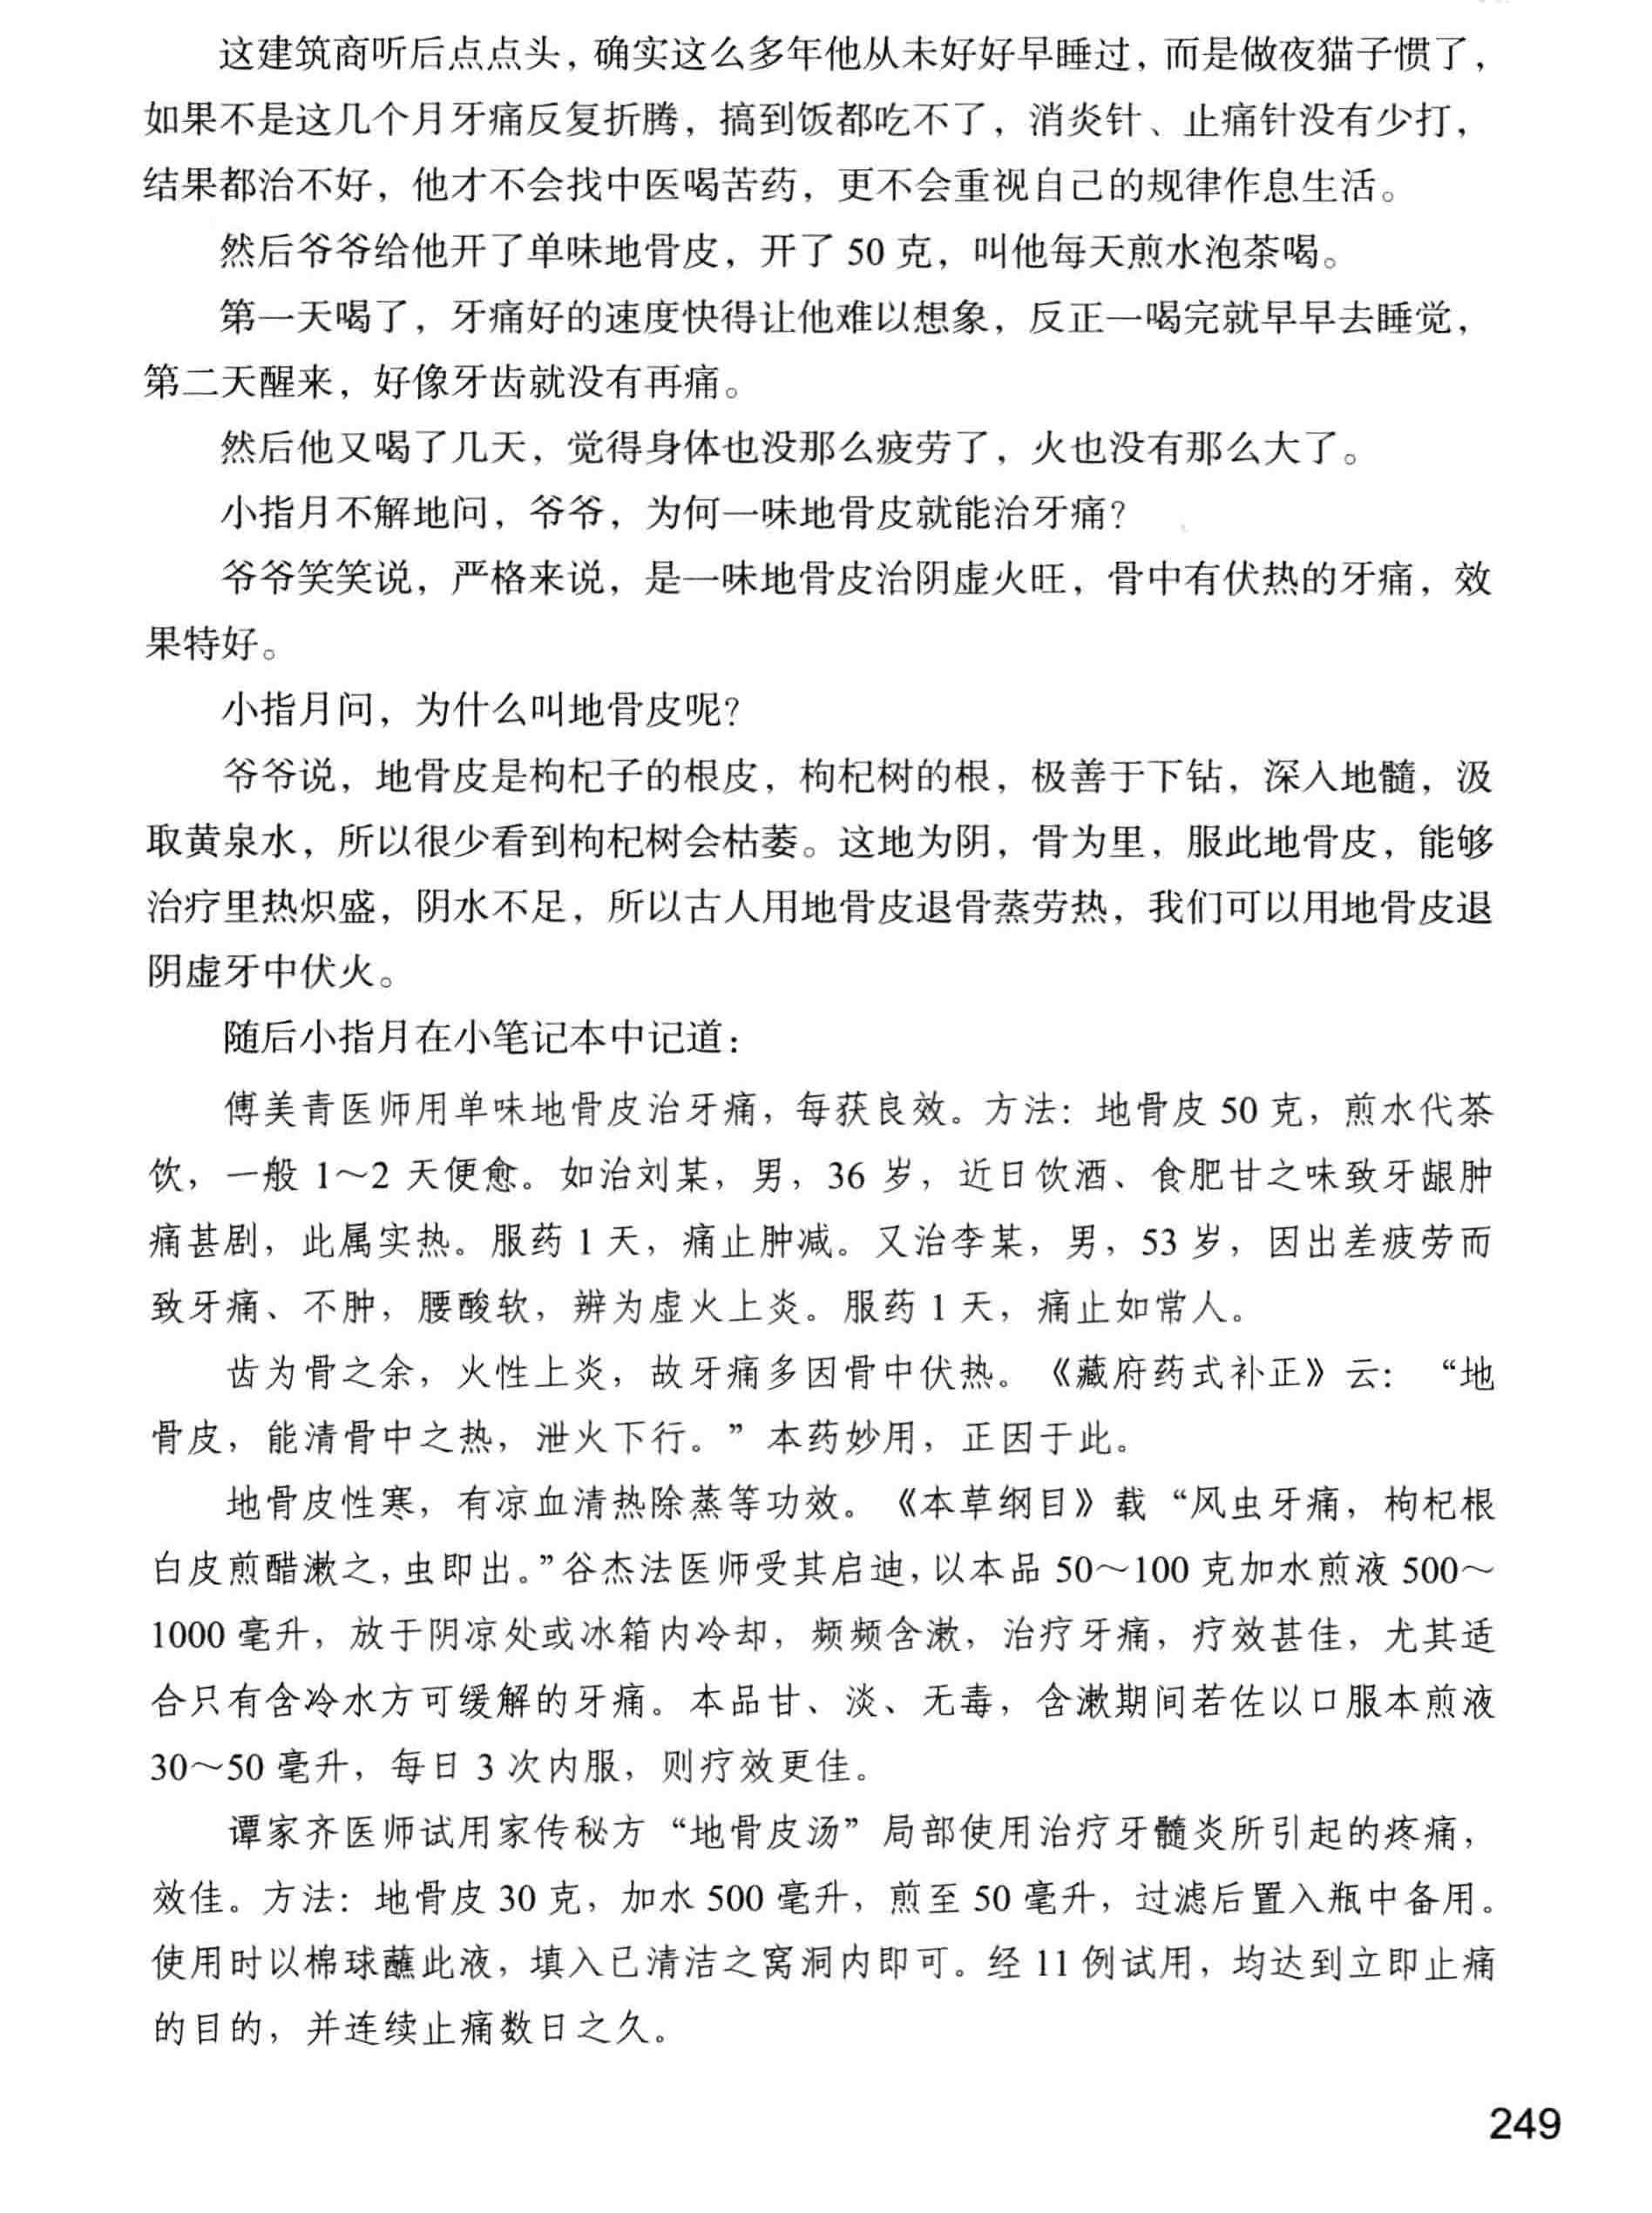 这建筑商听后点点头，确实这么多年他从未好好早睡过，而是做夜猫子惯了，
如果不是这几个月牙痛反复折腾，搞到饭都吃不了，消炎针、止痛针没有少打，
结果都治不好，他才不会找中医喝苦药，更不会重视自己的规律作息生活。
然后爷爷给他开了单味地骨皮，开了 50 克，叫他每天煎水泡茶喝。
第一天喝了，牙痛好的速度快得让他难以想象，反正一喝完就早早去睡觉，
第二天醒来，好像牙齿就没有再痛。
然后他又喝了几天，觉得身体也没那么疲劳了，火也没有那么大了。
小指月不解地问，爷爷，为何一味地骨皮就能治牙痛？
爷爷笑笑说，严格来说，是一味地骨皮治阴虚火旺，骨中有伏热的牙痛，效
果特好。
小指月问，为什么叫地骨皮呢？
爷爷说，地骨皮是枸杞子的根皮，枸杞树的根，极善于下钻，深入地髓，汲
取黄泉水，所以很少看到枸杞树会枯萎。这地为阴，骨为里，服此地骨皮，能够
治疗里热炽盛，阴水不足，所以古人用地骨皮退骨蒸劳热，我们可以用地骨皮退
阴虚牙中伏火。
随后小指月在小笔记本中记道：
傅美青医师用单味地骨皮治牙痛，每获良效。方法：地骨皮 50 克，煎水代茶
饮，一般 1～2 天便愈。如治刘某，男，36 岁，近日饮酒、食肥甘之味致牙龈肿
痛甚剧，此属实热。服药 1 天，痛止肿减。又治李某，男，53 岁，因出差疲劳而
致牙痛、不肿，腰酸软，辨为虚火上炎。服药 1 天，痛止如常人。
齿为骨之余，火性上炎，故牙痛多因骨中伏热。《藏府药式补正》云：“地
骨皮，能清骨中之热，泄火下行。”本药妙用，正因于此。
地骨皮性寒，有凉血清热除蒸等功效。《本草纲目》载“风虫牙痛，枸杞根
白皮煎醋漱之，虫即出。”谷杰法医师受其启迪，以本品 50～100 克加水煎液 500～
1000 毫升，放于阴凉处或冰箱内冷却，频频含漱，治疗牙痛，疗效甚佳，尤其适
合只有含冷水方可缓解的牙痛。本品甘、淡、无毒，含漱期间若佐以口服本煎液
30～50 毫升，每日 3 次内服，则疗效更佳。
谭家齐医师试用家传秘方“地骨皮汤”局部使用治疗牙髓炎所引起的疼痛，
效佳。方法：地骨皮 30 克，加水 500 毫升，煎至 50 毫升，过滤后置入瓶中备用。
使用时以棉球蘸此液，填入已清洁之窝洞内即可。经 11 例试用，均达到立即止痛
的目的，并连续止痛数日之久。
249